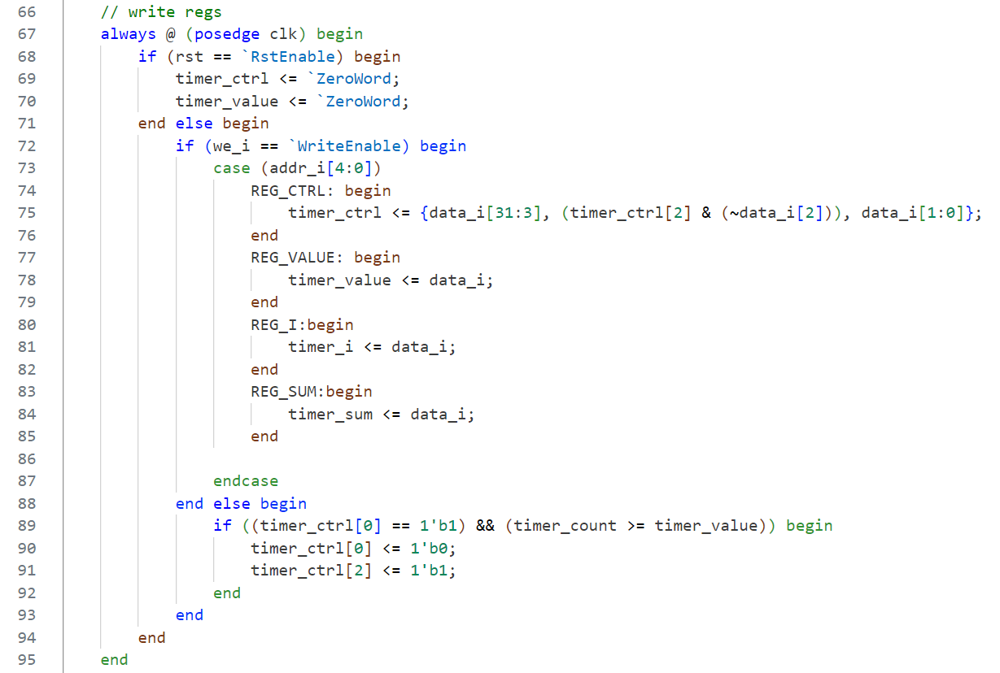 66 // write regs
67 always @ (posedge clk) begin
68 if (rst == `RstEnable) begin
69 timer_ctrl <= `ZeroWord;
70 timer_value <= `ZeroWord;
71 end else begin
72 if (we_i == `WriteEnable) begin
73 case (addr_i[4:0])
74 REG_CTRL: begin
75 timer_ctrl <= {data_i[31:3], (timer_ctrl[2] & (~data_i[2])), data_i[1:0]};
76 end
77 REG_VALUE: begin
78 timer_value <= data_i;
79 end
80 REG_I:begin
81 timer_i <= data_i;
82 end
83 REG_SUM:begin
84 timer_sum <= data_i;
85 end
86
87 endcase
88 end else begin
89 if ((timer_ctrl[0] == 1'b1) && (timer_count >= timer_value)) begin
90 timer_ctrl[0] <= 1'b0;
91 timer_ctrl[2] <= 1'b1;
92 end
93 end
94 end
95 end